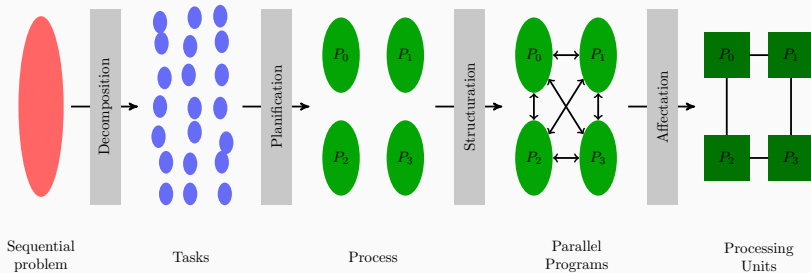 Decomposition
Planification
P0 P1
P2 P3
Structuration
P0 P1
P2 P3
Affectation
P0 P1
P2 P3
Sequential
problem
Tasks
Process
Parallel
Programs
Processing
Units